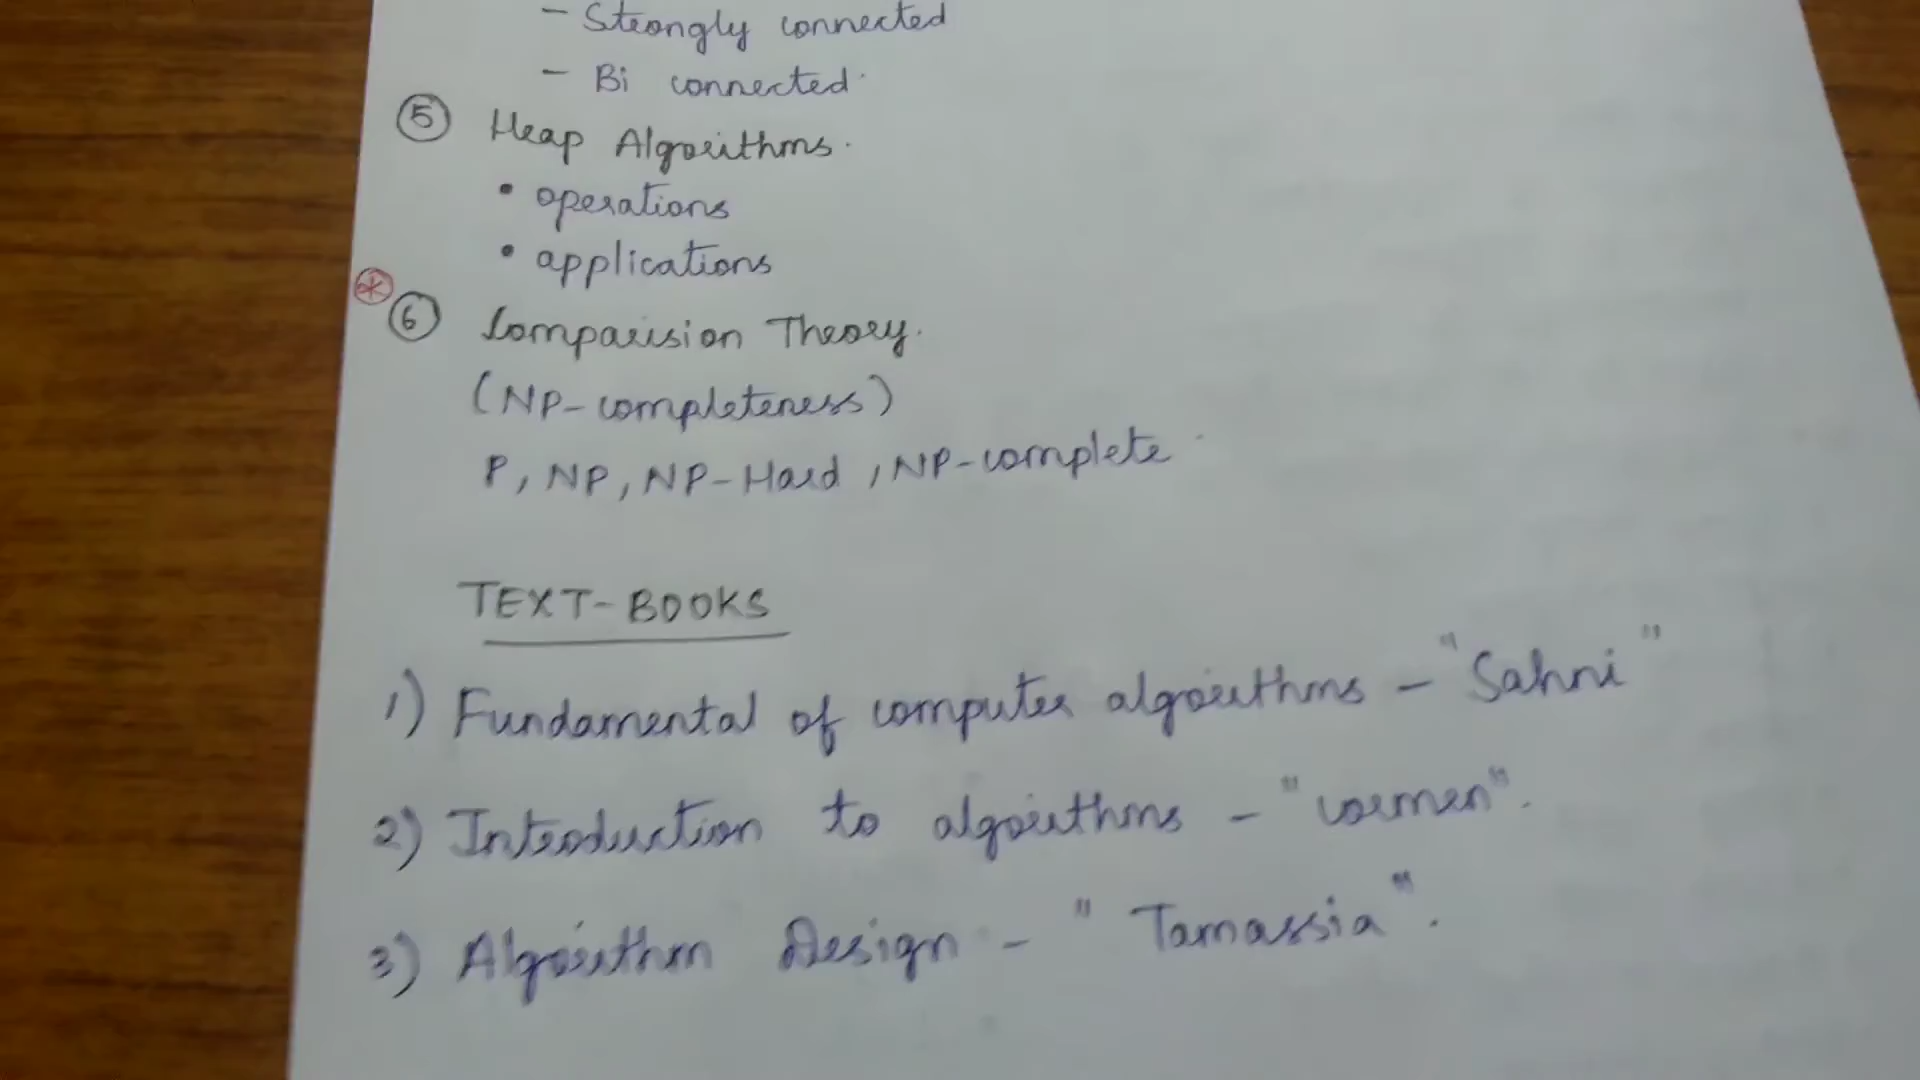 - Strongly connected
- Bi connected.
5 Heap Algorithms.
• operations
• applications
* 6 Comparision Theory.
(NP-completeness)
P, NP, NP-Hard, NP-complete
TEXT-BOOKS
1) Fundamental of computer algorithms - "Sahni"
2) Introduction to algorithms - "cormen".
3) Algorithm Design - "Tamassia".